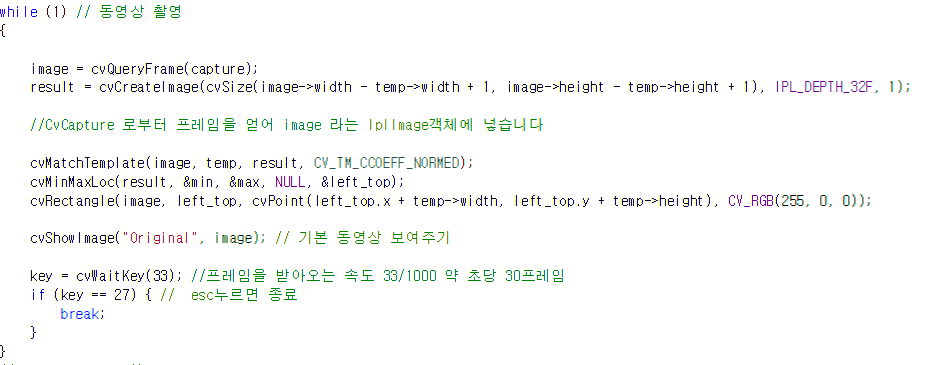 while (1) // 동영상 촬영
{
image = cvQueryFrame(capture);
result = cvCreateImage(cvSize(image->width - temp->width + 1, image->height - temp->height + 1), IPL_DEPTH_32F, 1);
//CvCapture 로부터 프레임을 얻어 image 라는 IplImage객체에 넣습니다
cvMatchTemplate(image, temp, result, CV_TM_CCOEFF_NORMED);
cvMinMaxLoc(result, &min, &max, NULL, &left_top);
cvRectangle(image, left_top, cvPoint(left_top.x + temp->width, left_top.y + temp->height), CV_RGB(255, 0, 0));
cvShowImage("Original", image); // 기본 동영상 보여주기
key = cvWaitKey(33); //프레임을 받아오는 속도 33/1000 약 초당 30프레임
if (key == 27) { // esc누르면 종료
break;
}
}